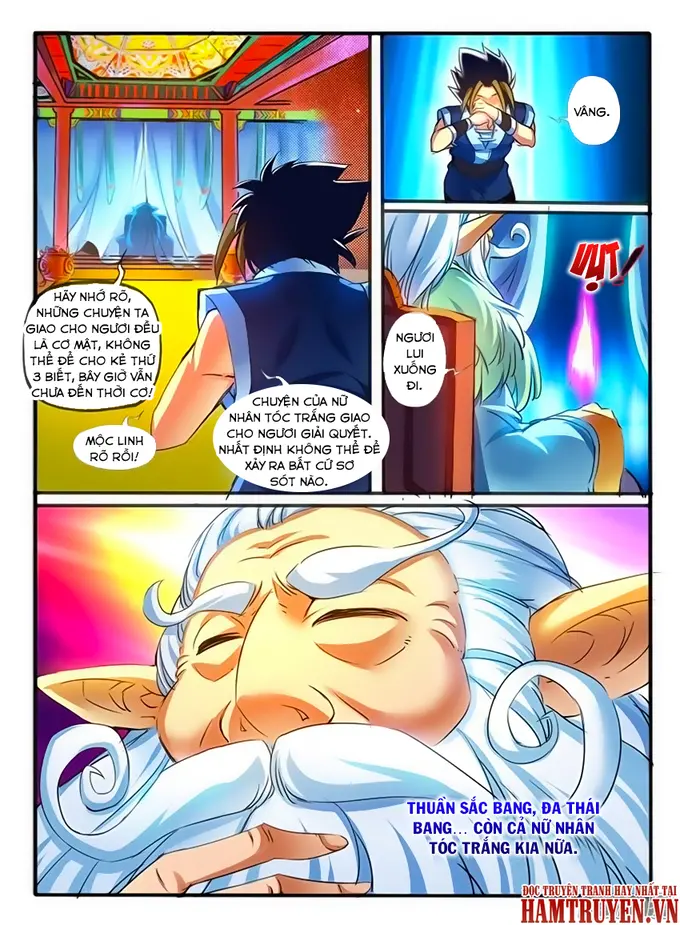 HÃY NHỚ RÕ,
NHỮNG CHUYỆN TA
GIAO CHO NGƯƠI ĐỀU
LÀ CƠ MẬT, KHÔNG
THỂ ĐỂ CHO KẺ THỨ
3 BIẾT, BÂY GIỜ VẪN
CHƯA ĐẾN THỜI CƠ!
MỘC LINH
RÕ RỒI!
CHUYỆN CỦA NỮ
NHÂN TÓC TRẮNG GIAO
CHO NGƯƠI GIẢI QUYẾT.
NHẤT ĐỊNH KHÔNG THỂ ĐỂ
XẢY RA BẤT CỨ SƠ
SÓT NÀO.
VÂNG.
VỤT!
NGƯƠI
LUI
XUỐNG
ĐI.
THUẦN SẮC BANG, ĐA THÁI
BANG... CÒN CẢ NỮ NHÂN
TÓC TRẮNG KIA NỮA.
ĐỌC TRUYỆN TRANH HAY NHẤT TẠI
HAMTRUYEN.VN